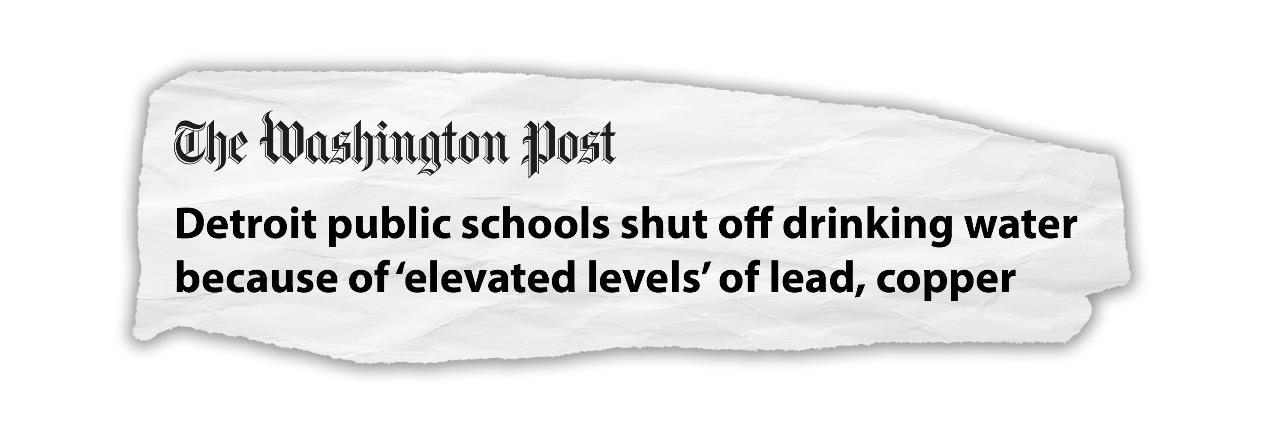 The Washington Post
Detroit public schools shut off drinking water
because of ‘elevated levels’ of lead, copper